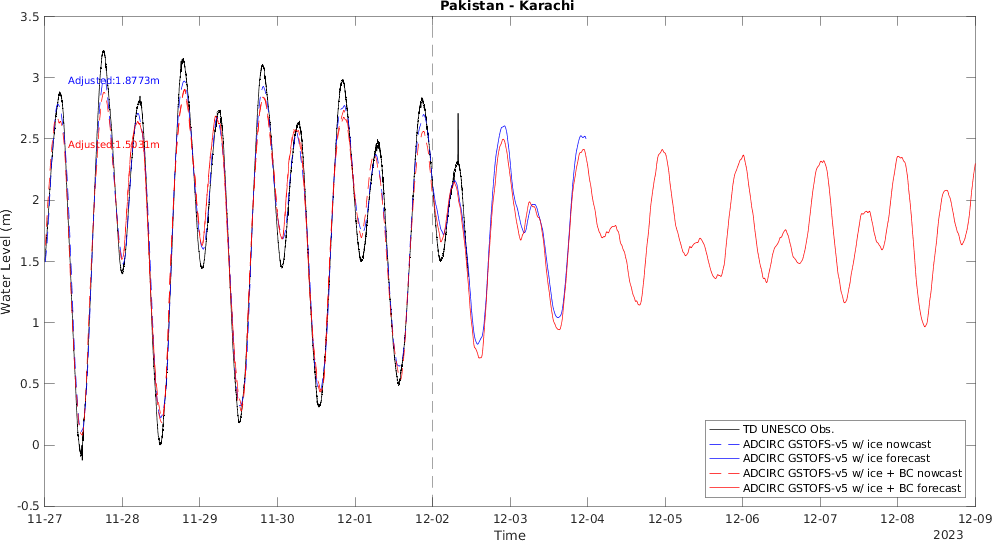 Pakistan - Karachi
3.5
3
2.5
2
1.5
1
0.5
0
-0.5
Water Level (m)
Adjusted:1.8773m
Adjusted:1.5031m
TD UNESCO Obs.
ADCIRC GSTOFS-v5 w/ ice nowcast
ADCIRC GSTOFS-v5 w/ ice forecast
ADCIRC GSTOFS-v5 w/ ice + BC nowcast
ADCIRC GSTOFS-v5 w/ ice + BC forecast
11-27 11-28 11-29 11-30 12-01 12-02 12-03 12-04 12-05 12-06 12-07 12-08 12-09
Time
2023